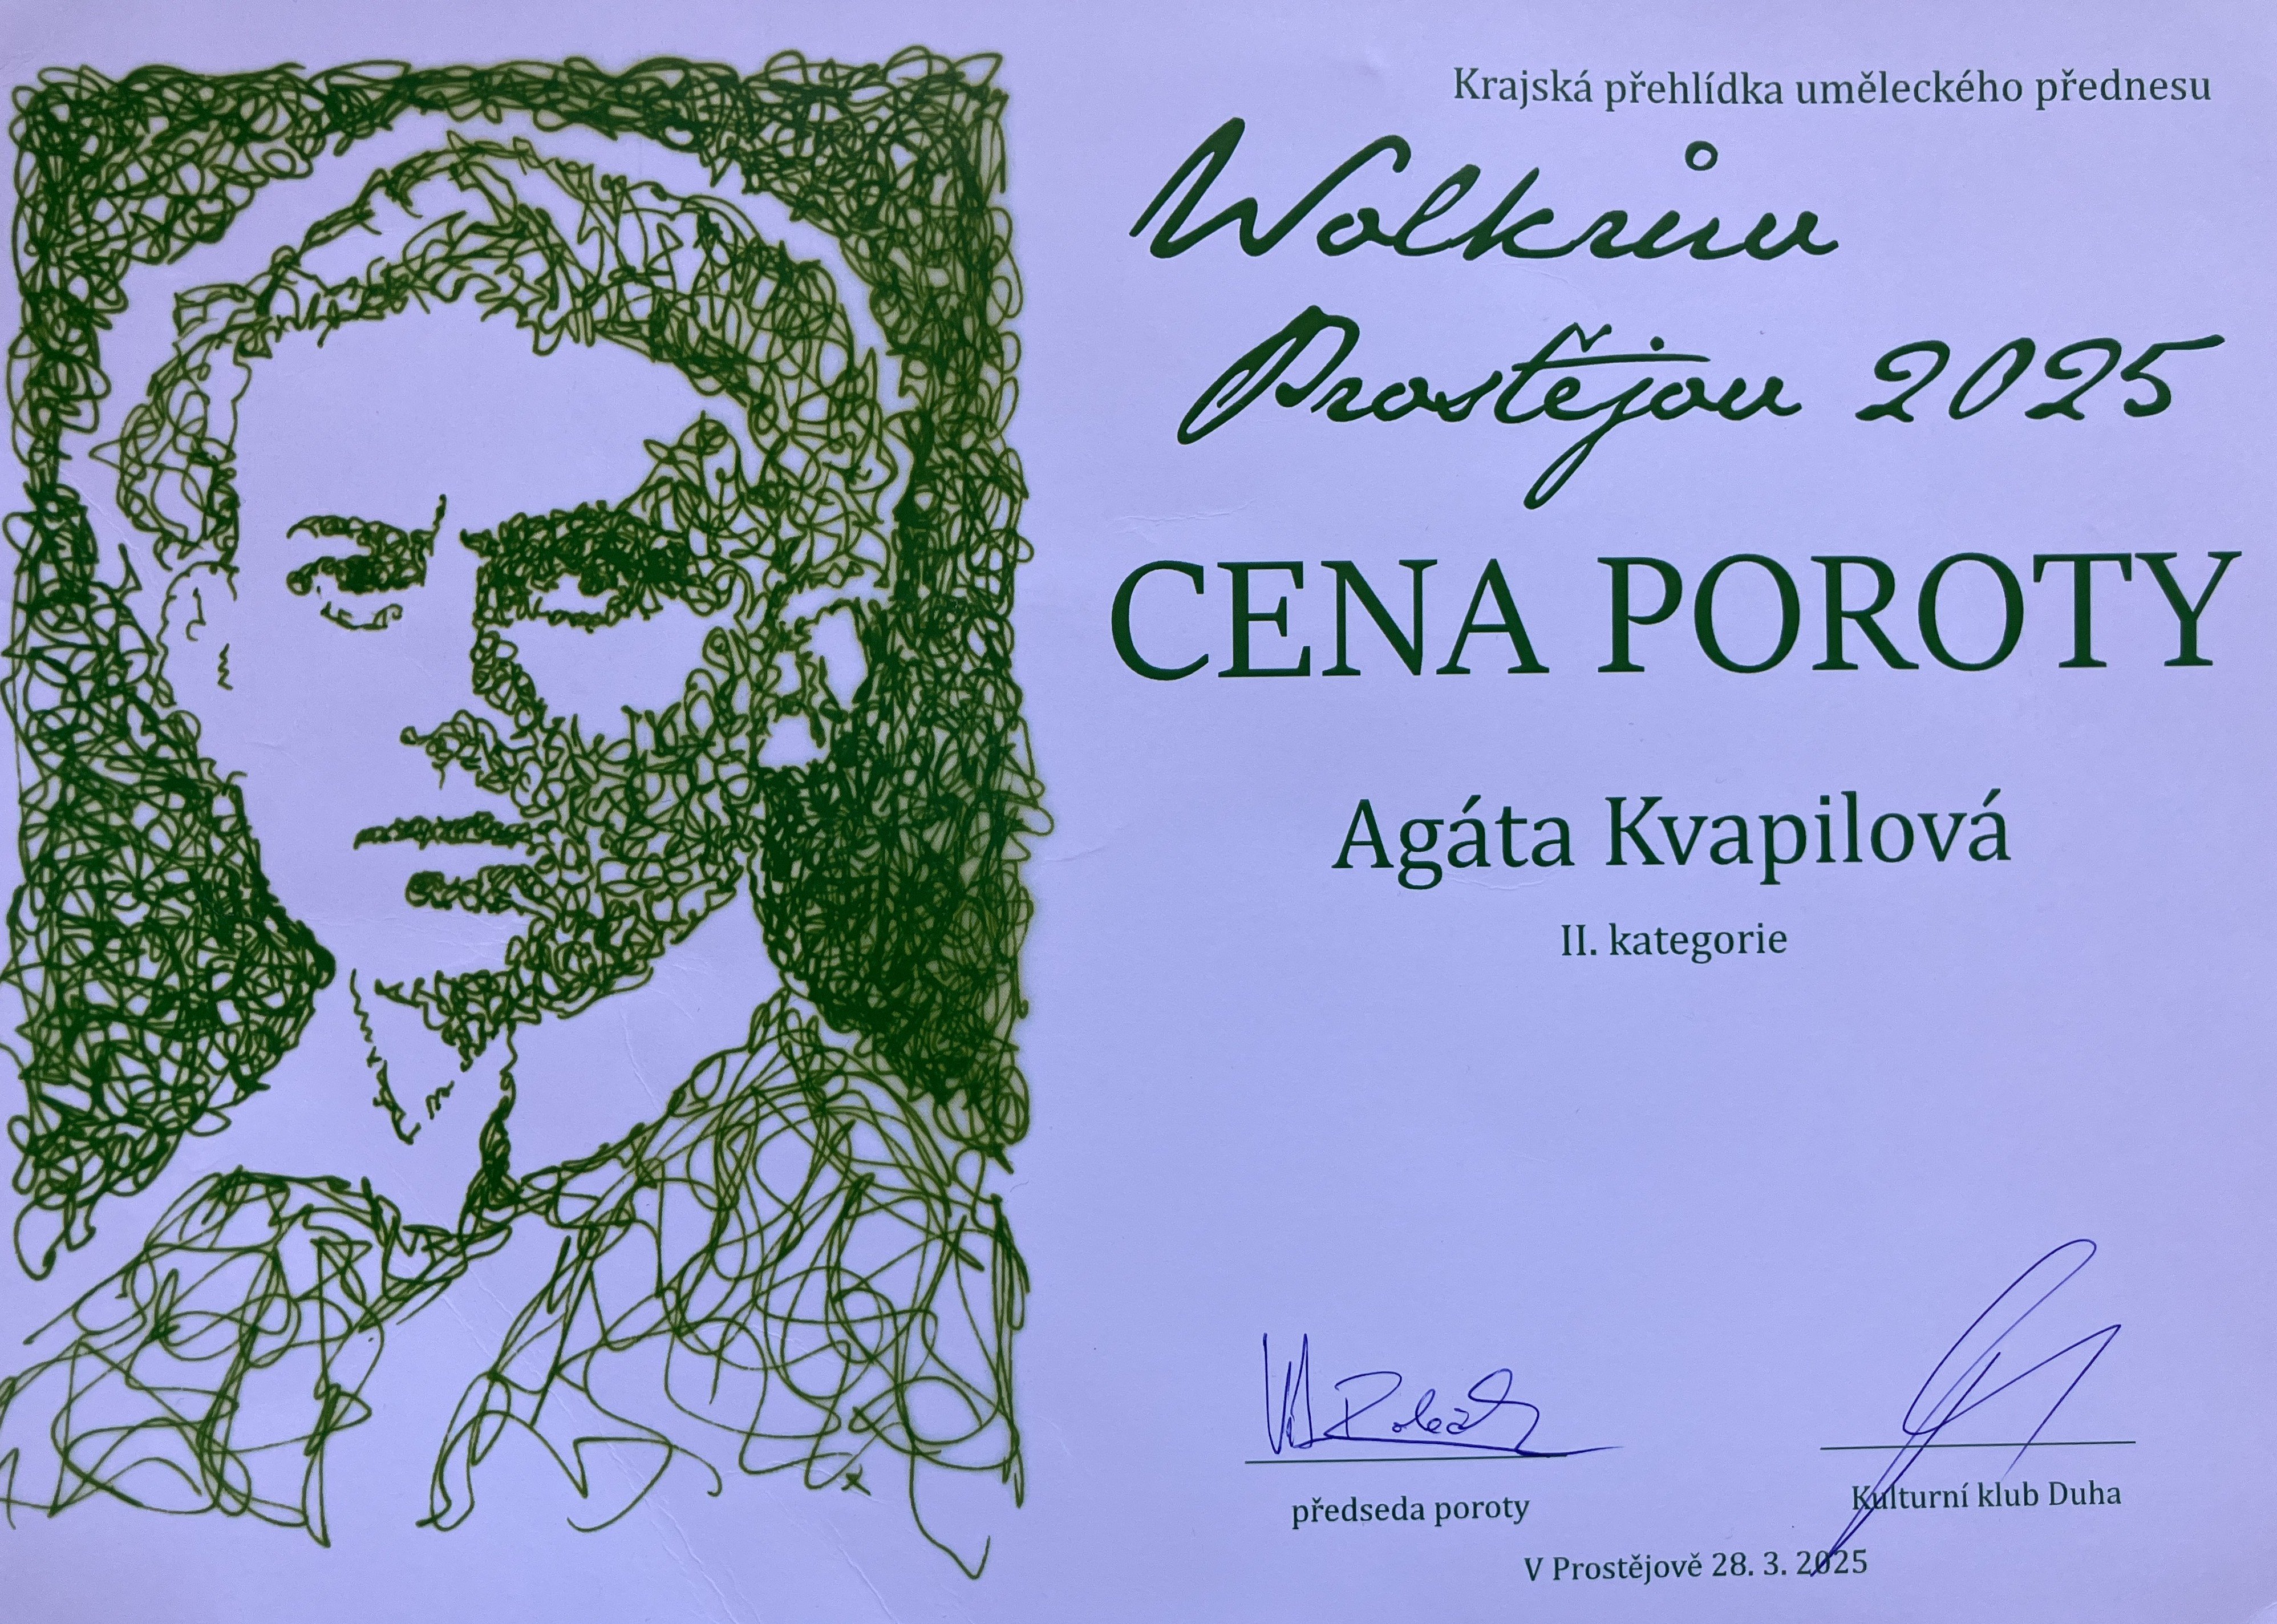 Krajská přehlídka uměleckého přednesu
Wolkrův
Prostějov 2025
CENA POROTY
Agáta Kvapilová
II. kategorie
předseda poroty
Kulturní klub Duha
V Prostějově 28. 3. 2025